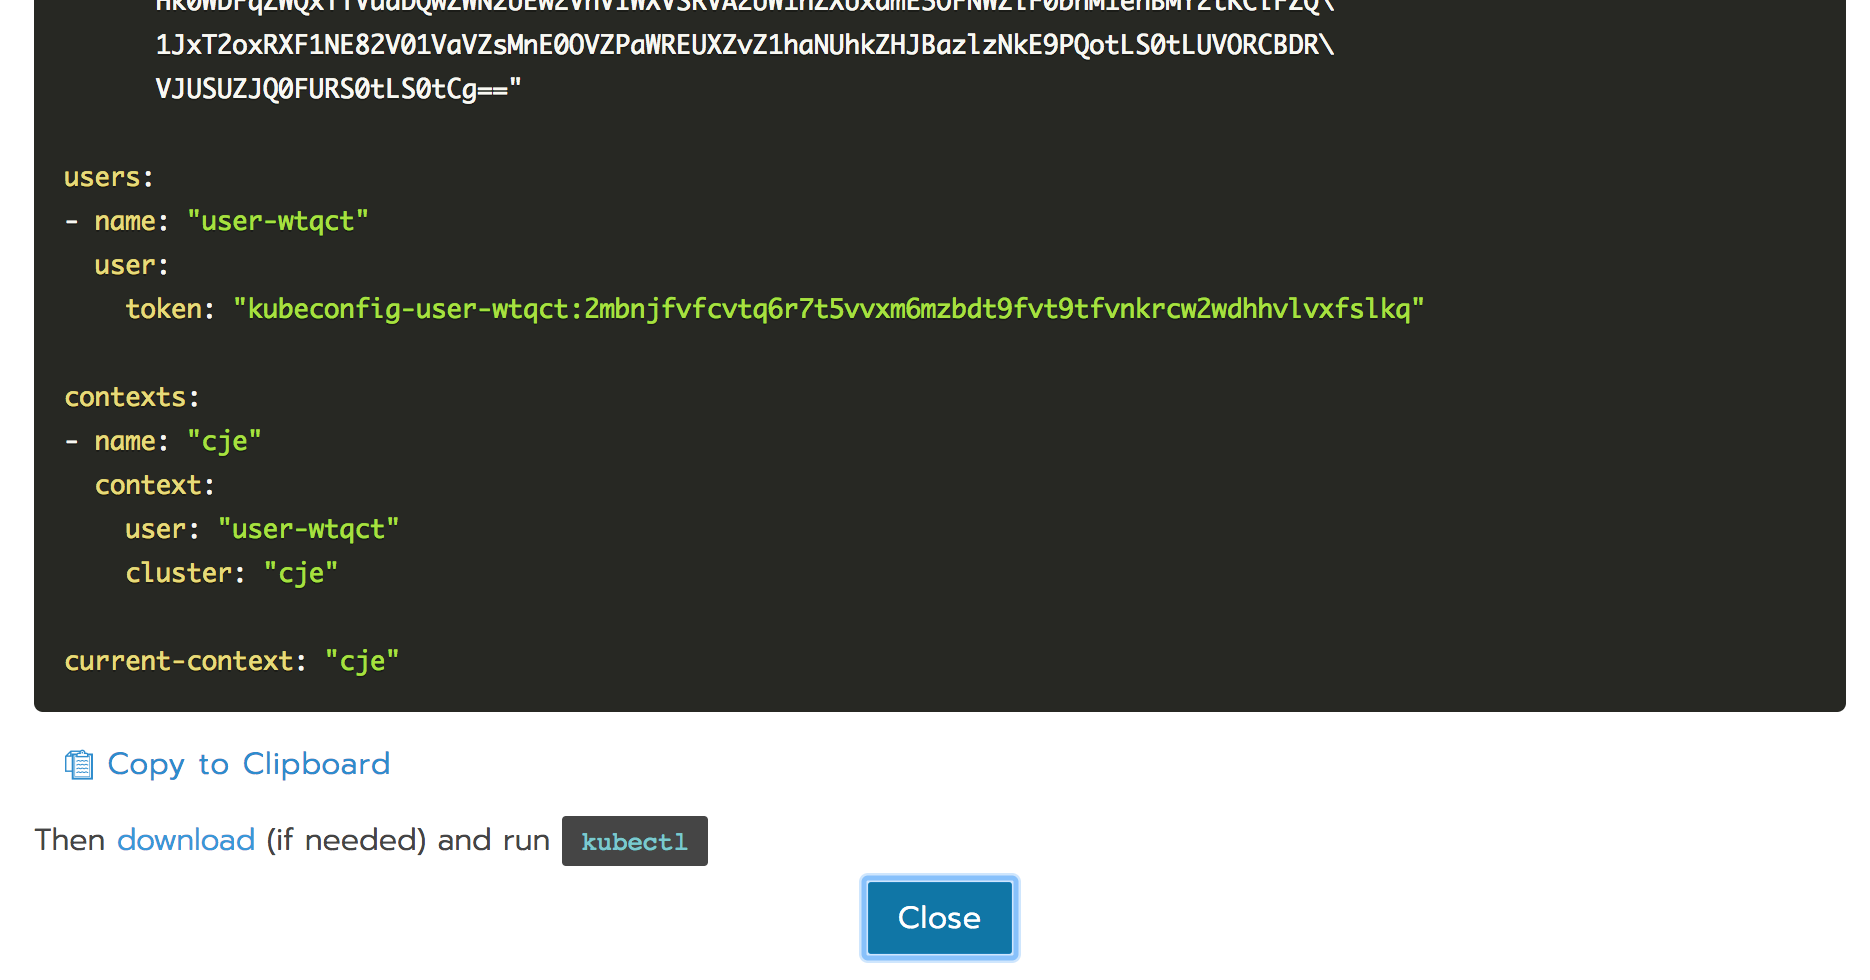 1JxT2oxRXF1NE82V01VaVZsMnE0OVZPaWREUXZvZ1haNUhkZHJBazlzNkE9PQotLS0tLUVORCBDR\
VJUSUZJQ0FURS0tLS0tCg=="
users:
- name: "user-wtqct"
user:
token: "kubeconfig-user-wtqct:2mbnjfvfcvtq6r7t5vvxm6mzbdt9fvt9tfvnkrcw2wdhhvlvxfslkq"
contexts:
- name: "cje"
context:
user: "user-wtqct"
cluster: "cje"
current-context: "cje"
Copy to Clipboard
Then download (if needed) and run kubectl
Close